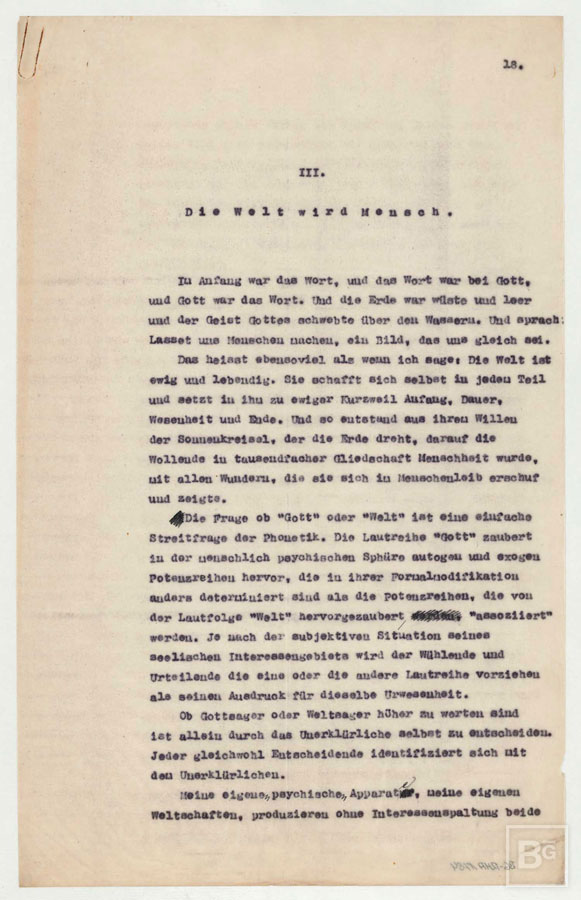 18.
III.
Die Welt wird Mensch.
Im Anfang war das Wort, und das Wort war bei Gott,
und Gott war das Wort. Und die Erde war wüste und leer
und der Geist Gottes schwebte über den Wassern. Und sprach:
Lasset uns Menschen machen, ein Bild, das uns gleich sei.
Das heisst ebensoviel als wenn ich sage: Die Welt ist
ewig und lebendig. Sie schafft sich selbst in jeden Teil
und setzt in ihm zu ewiger Kurzweil Anfang, Dauer,
Wesenheit und Ende. Und so entstand aus ihrem Willen
der Sonnenkreisel, der die Erde dreht, darauf die
Wollende in tausendfacher Gliedschaft Menschheit wurde,
mit allen Wundern, die sie sich in Menschenleib erschuf
und zeigte.
Die Frage ob "Gott" oder "Welt" ist eine einfache
Streitfrage der Phonetik. Die Lautreihe "Gott" zaubert
in der menschlich psychischen Sphäre autogen und exogen
Potenzreihen hervor, die in ihrer Formalmodifikation
anders determiniert sind als die Potenzreihen, die von
der Lautfolge "Welt" hervorgezaubert "assoziiert"
werden. Je nach der subjektiven Situation seines
seelischen Interessengebiets wird der Wählende und
Urteilende die eine oder die andere Lautreihe vorziehen
als seinen Ausdruck für dieselbe Urwesenheit.
Ob Gottsager oder Weltsager höher zu werten sind
ist allein durch das Unerklärliche selbst zu entscheiden.
Jeder gleichwohl Entscheidende identifiziert sich mit
dem Unerklärlichen.
Meine eigene, psychische, Apparate, meine eigenen
Weltschaften, produzieren ohne Interessenspaltung beide
BG